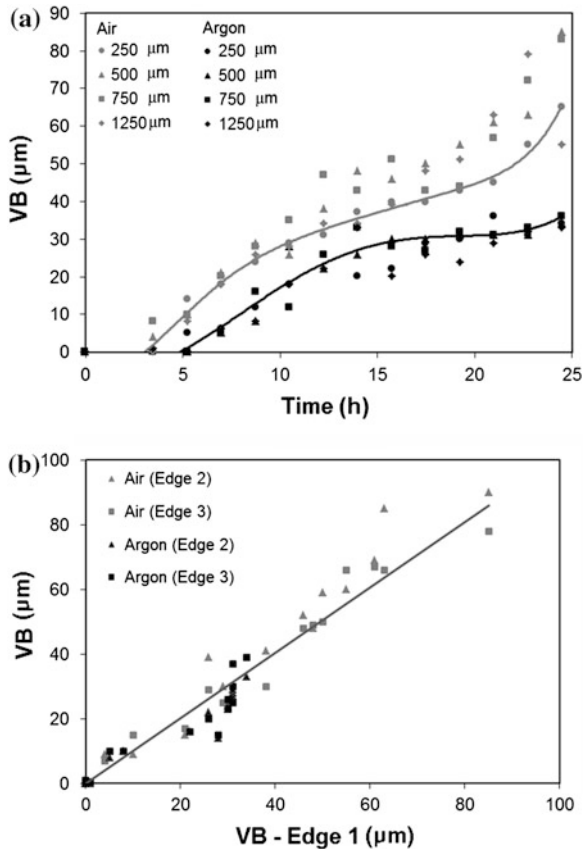 (a)
Air Argon
250 μm 250 μm
500 μm 500 μm
750 μm 750 μm
1250 μm 1250 μm
VB (μm)
90
80
70
60
50
40
30
20
10
0
0 5 10 15 20 25
Time (h)
(b)
Air (Edge 2)
Air (Edge 3)
Argon (Edge 2)
Argon (Edge 3)
VB (μm)
100
80
60
40
20
0
0 20 40 60 80 100
VB - Edge 1 (μm)